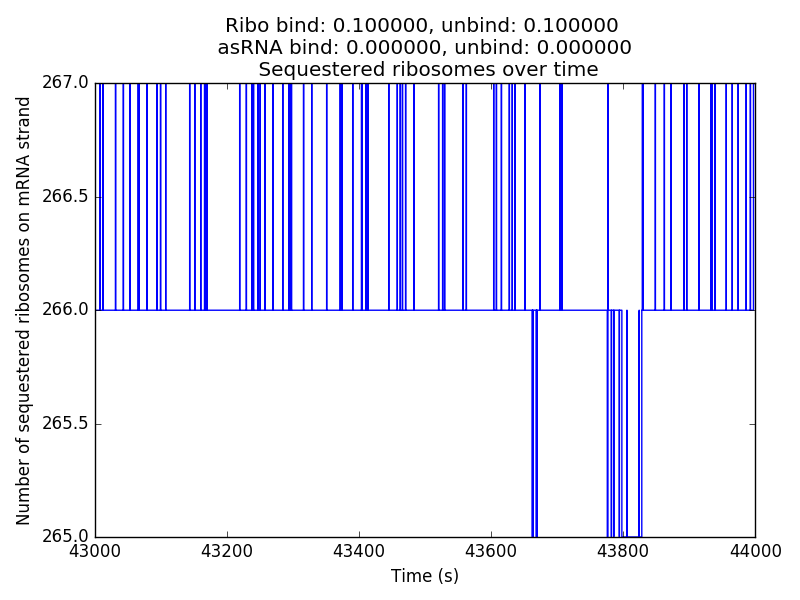 Ribo bind: 0.100000, unbind: 0.100000
asRNA bind: 0.000000, unbind: 0.000000
Sequestered ribosomes over time
Number of sequestered ribosomes on mRNA strand
267.0
266.5
266.0
265.5
265.0
43000 43200 43400 43600 43800 44000
Time (s)